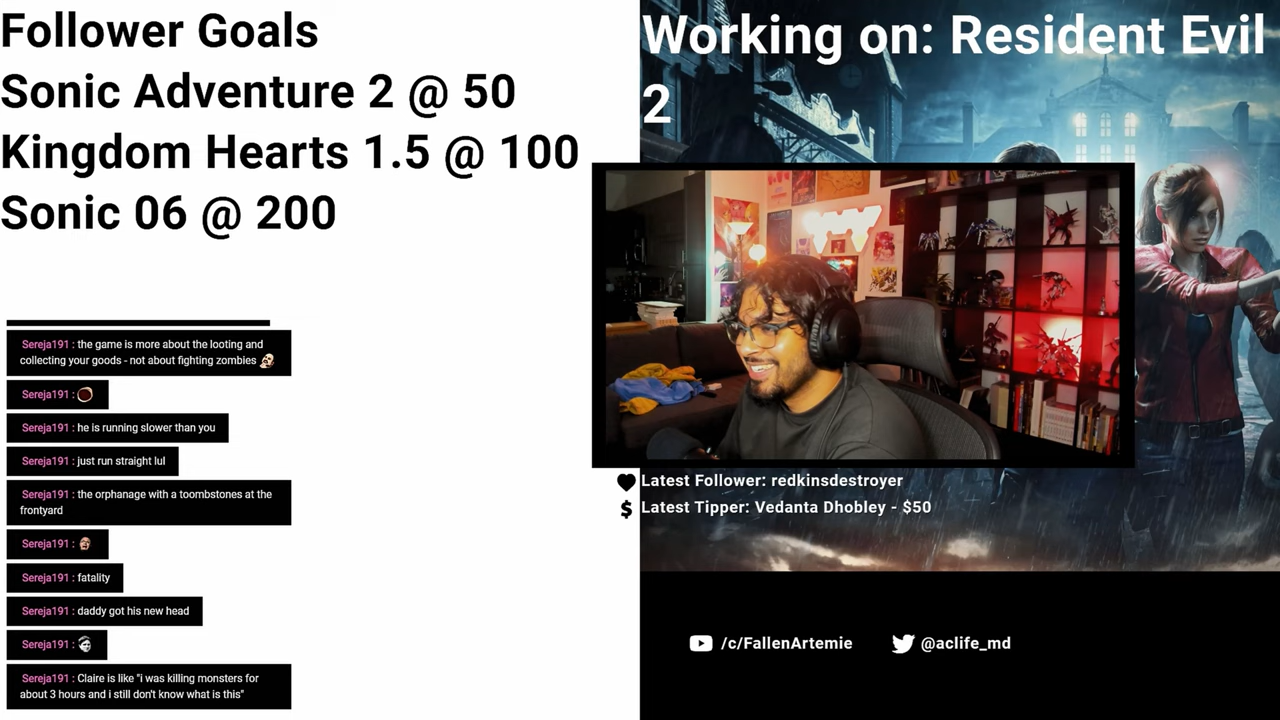 Follower Goals
Sonic Adventure 2 @ 50
Kingdom Hearts 1.5 @ 100
Sonic 06 @ 200
Working on: Resident Evil
2
Sereja191 : the game is more about the looting and
collecting your goods - not about fighting zombies
Sereja191 :
Sereja191 : he is running slower than you
Sereja191 : just run straight lul
Sereja191 : the orphanage with a toombstones at the
frontyard
Sereja191 :
Sereja191 : fatality
Sereja191 : daddy got his new head
Sereja191 :
Sereja191 : Claire is like "i was killing monsters for
about 3 hours and i still don't know what is this"
Latest Follower: redkinsdestroyer
$ Latest Tipper: Vedanta Dhobley - $50
/c/FallenArtemie
@aclife_md